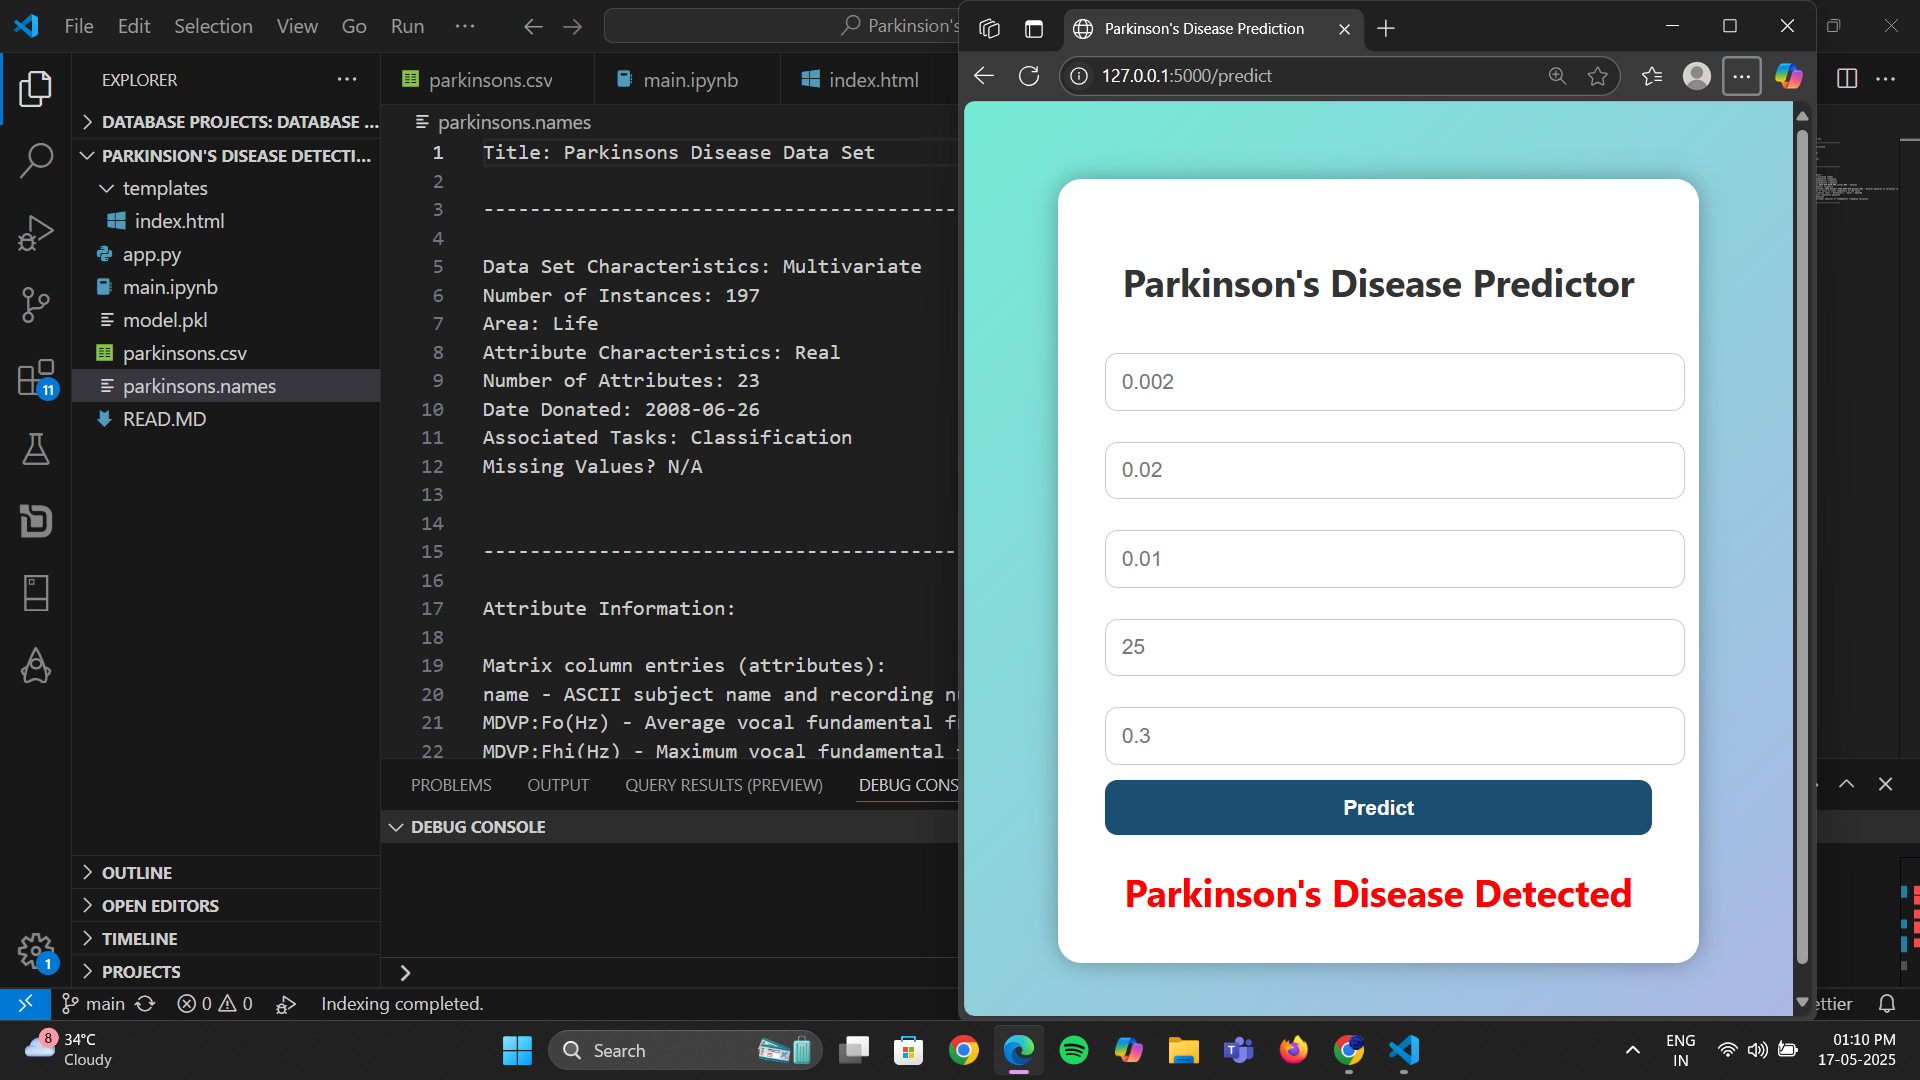 File Edit Selection View Go Run
Parkinsion's
EXPLORER
DATABASE PROJECTS: DATABASE ...
PARKINSION'S DISEASE DETECTI...
templates
index.html
app.py
main.ipynb
model.pkl
parkinsons.csv
parkinsons.names
READ.MD
OUTLINE
OPEN EDITORS
TIMELINE
PROJECTS
11
1
parkinsons.csv
main.ipynb
index.html
parkinsons.names
1 Title: Parkinsons Disease Data Set
2
3 -----------------------------------------
4
5 Data Set Characteristics: Multivariate
6 Number of Instances: 197
7 Area: Life
8 Attribute Characteristics: Real
9 Number of Attributes: 23
10 Date Donated: 2008-06-26
11 Associated Tasks: Classification
12 Missing Values? N/A
13
14
15 -----------------------------------------
16
17 Attribute Information:
18
19 Matrix column entries (attributes):
20 name - ASCII subject name and recording
21 MDVP:Fo(Hz) - Average vocal fundamental
22 MDVP:Fhi(Hz) - Maximum vocal fundamental
PROBLEMS OUTPUT QUERY RESULTS (PREVIEW) DEBUG CONS
DEBUG CONSOLE
main
0 0
Indexing completed.
Parkinson's Disease Prediction
127.0.0.1:5000/predict
Parkinson's Disease Predictor
0.002
0.02
0.01
25
0.3
Predict
Parkinson's Disease Detected
ettier
8
34°C
Cloudy
Search
ENG
IN
01:10 PM
17-05-2025